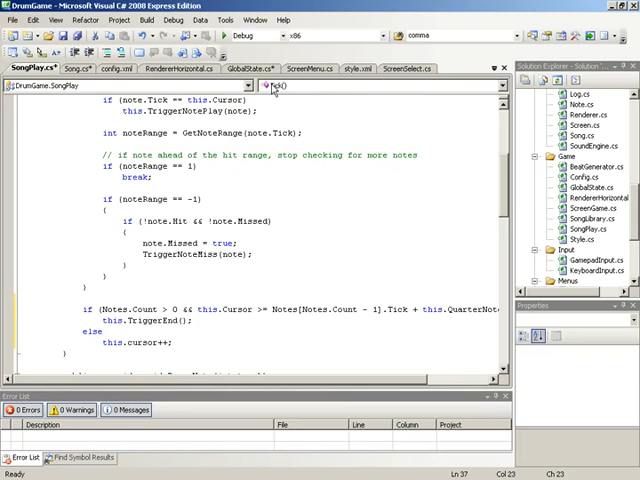 DrumGame - Microsoft Visual C# 2008 Express Edition
File Edit View Refactor Project Build Debug Data Tools Window Help
Debug x86 comma
SongPlay.cs* Song.cs* config.xml RendererHorizontal.cs GlobalState.cs* ScreenMenu.cs style.xml ScreenSelect.cs
Solution Explorer - Solution ...
DrumGame.SongPlay
Log.cs
Note.cs
Renderer.cs
Screen.cs
Song.cs
SoundEngine.cs
Game
BeatGenerator.cs
Config.cs
GlobalState.cs
RendererHorizontal
ScreenGame.cs
SongLibrary.cs
SongPlay.cs
Style.cs
Input
GamepadInput.cs
KeyboardInput.cs
Menus
if (note.Tick == this.Cursor)
this.TriggerNotePlay(note);
int noteRange = GetNoteRange(note.Tick);
// if note ahead of the hit range, stop checking for more notes
if (noteRange == 1)
break;
if (noteRange == -1)
{
if (!note.Hit && !note.Missed)
{
note.Missed = true;
TriggerNoteMiss(note);
}
}
}
if (Notes.Count > 0 && this.Cursor >= Notes[Notes.Count - 1].Tick + this.QuarterNot
this.TriggerEnd();
else
this.cursor++;
}
Properties
Error List
0 Errors 0 Warnings 0 Messages
Description File Line Column Project
Error List Find Symbol Results
Ready Ln 37 Col 23 Ch 23